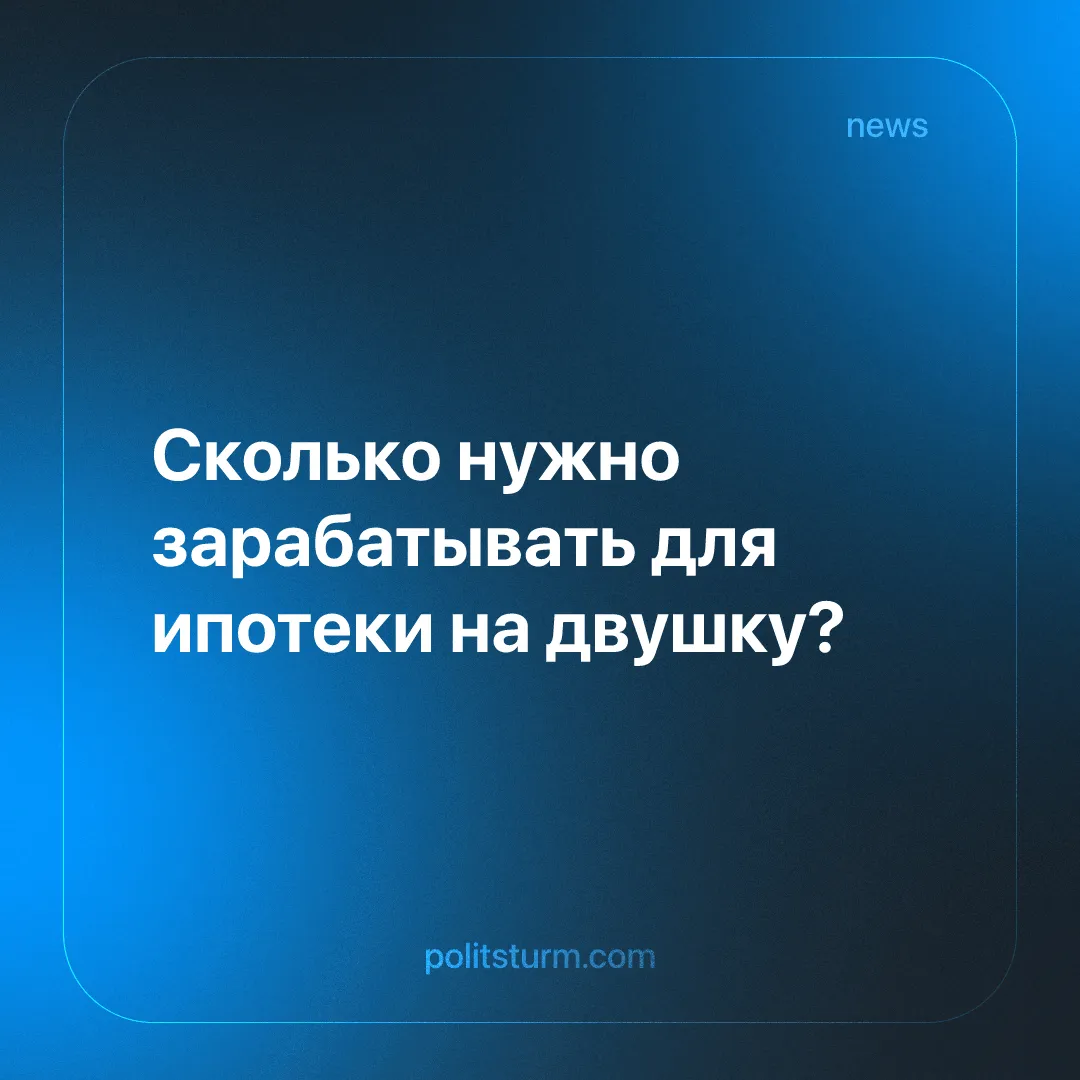 news
Сколько нужно
зарабатывать для
ипотеки на двушку?
politsturm.com